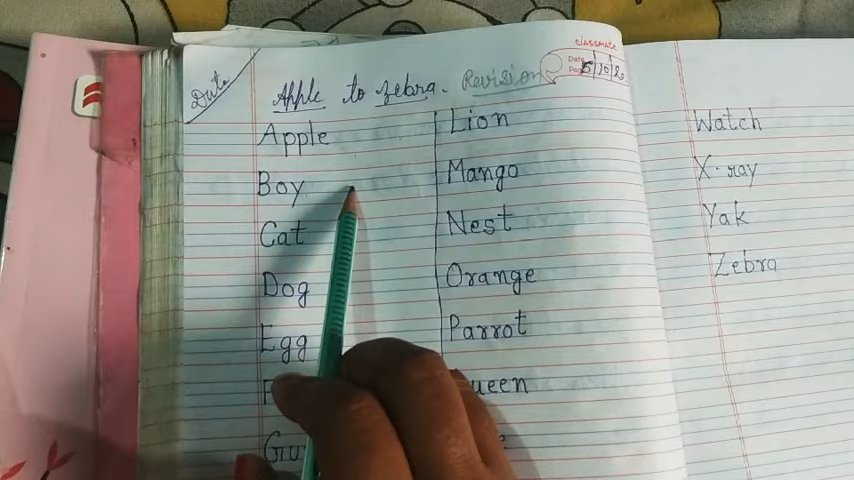 classmate
Date
Page
Date
Apple to zebra. Revision
Apple
Boy
Cat
Dog
Egg
Lion
Mango
Nest
Orange
Parrot
Watch
X-ray
Yak
Zebra